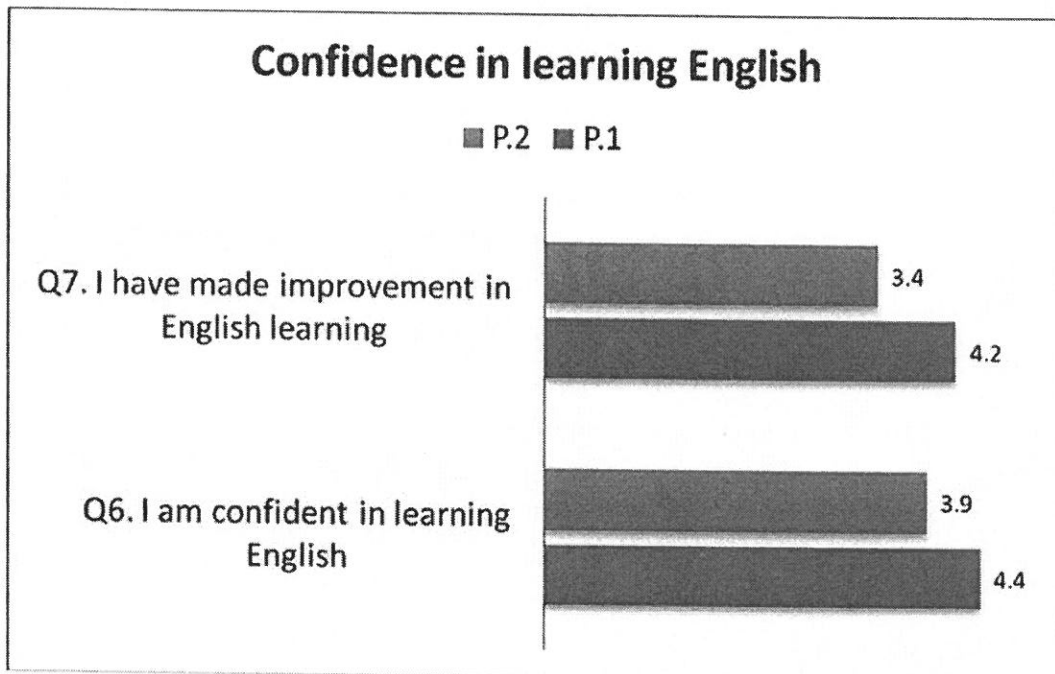 Confidence in learning English
P.2 P.1
Q7. I have made improvement in
English learning
3.4
4.2
Q6. I am confident in learning
English
3.9
4.4